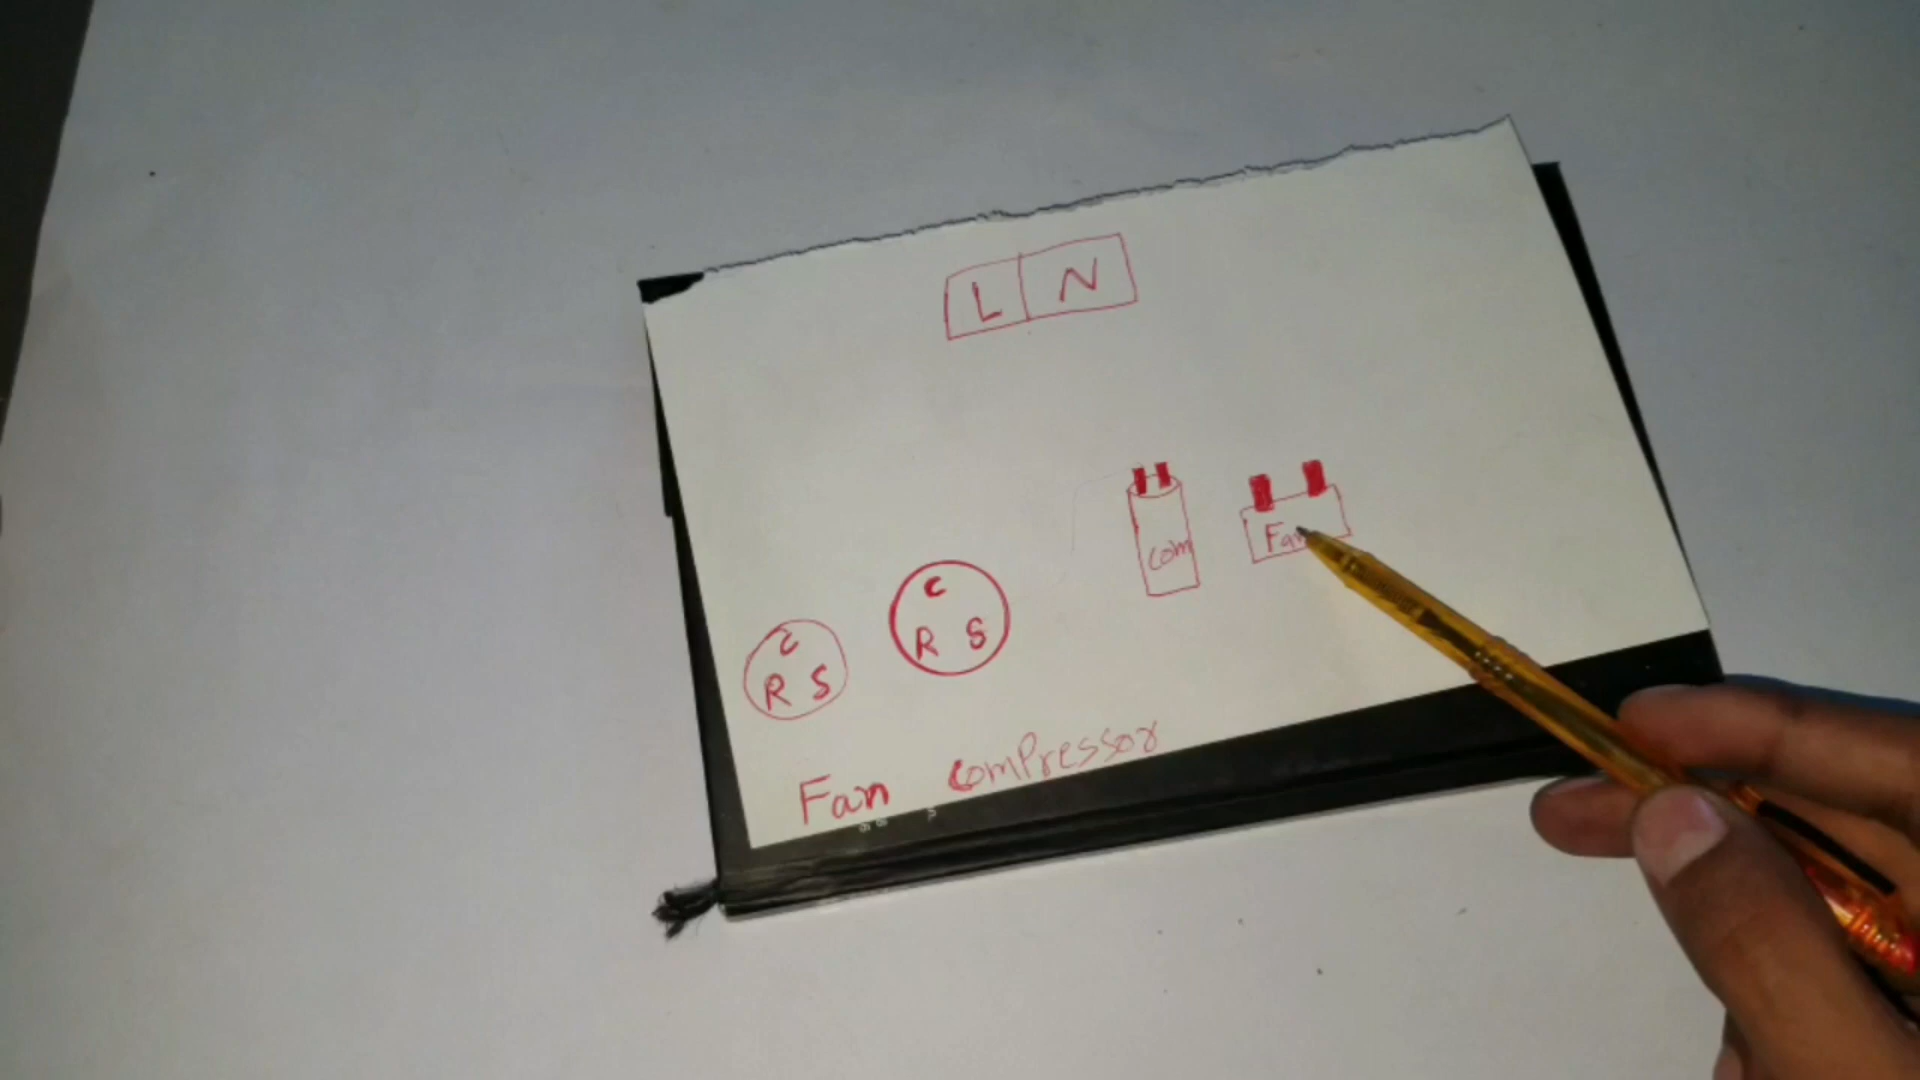 L N
com Fan
C
R S
C
R S
Fan compressor